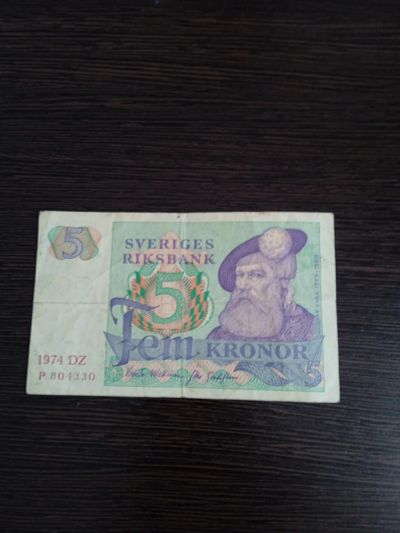 5
SVERIGES
RIKSBANK
5
Fem KRONOR
1974 DZ
P 804330
5